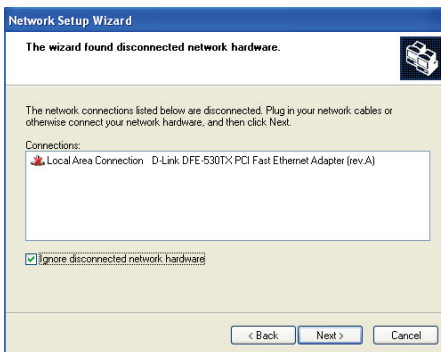 Network Setup Wizard
The wizard found disconnected network hardware.
The network connections listed below are disconnected. Plug in your network cables or
otherwise connect your network hardware, and then click Next.
Connections:
Local Area Connection D-Link DFE-530TX PCI Fast Ethernet Adapter (rev.A)
Ignore disconnected network hardware
< Back Next > Cancel